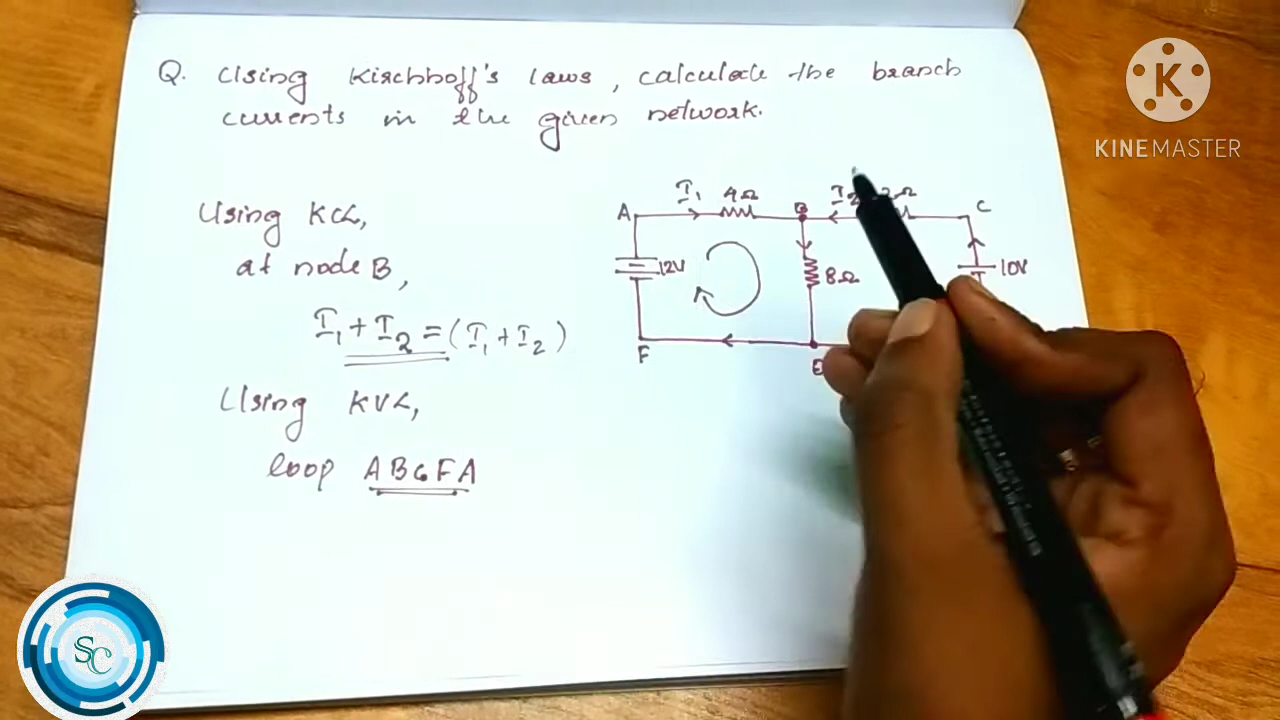 Q. Using Kirchhoff's laws, calculate the branch
currents in the given network.
Using KCL,
at node B,
I₁ + I₂ = (I₁ + I₂)
Using KVL,
loop ABGFA
A I₁ 4Ω B I₂ C
12V 8Ω 10V
F
K
KINEMASTER
SC